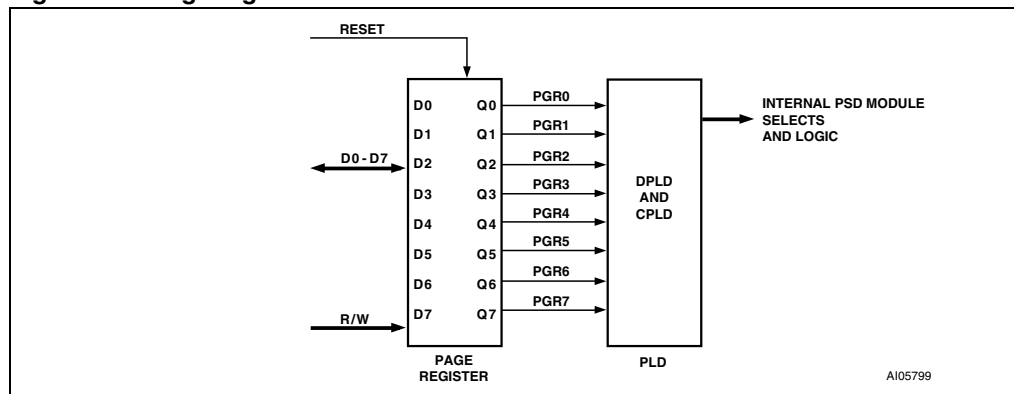 RESET
D0
D1
D2
D3
D4
D5
D6
D7
Q0
Q1
Q2
Q3
Q4
Q5
Q6
Q7
D0-D7
R/W
PGR0
PGR1
PGR2
PGR3
PGR4
PGR5
PGR6
PGR7
DPLD
AND
CPLD
INTERNAL PSD MODULE
SELECTS
AND LOGIC
PAGE
REGISTER
PLD
AI05799